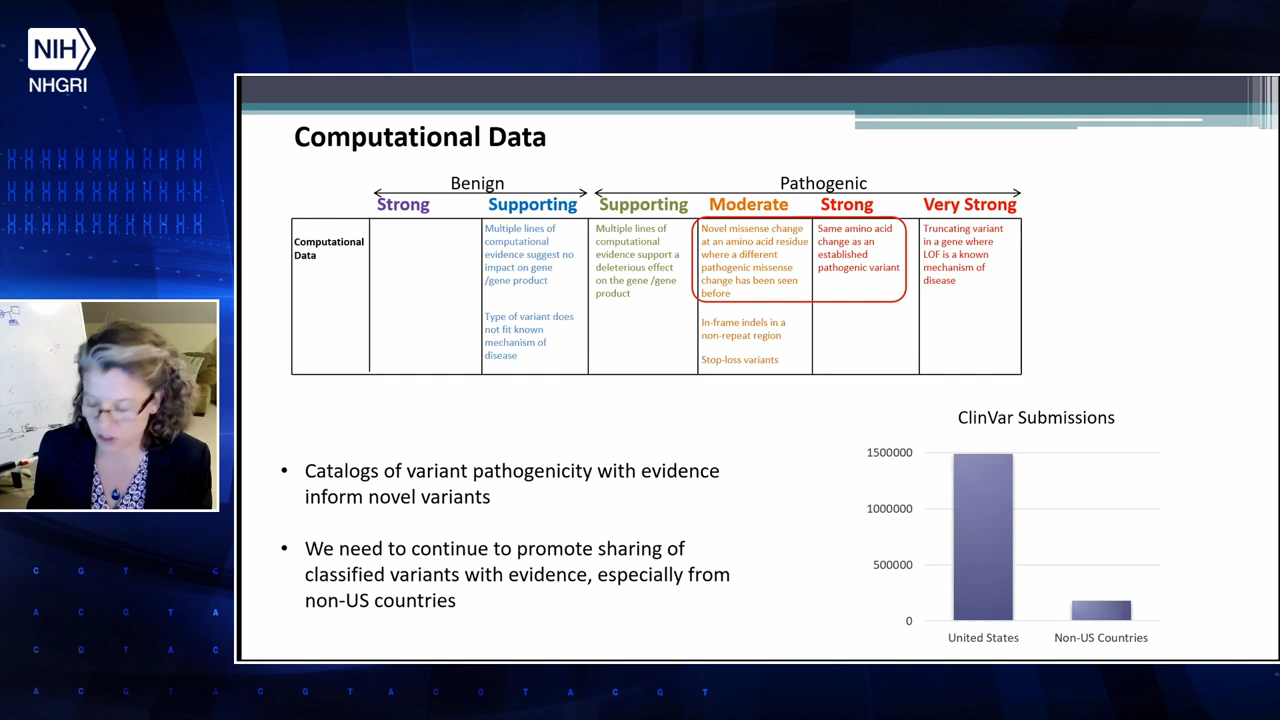 NIH
NHGRI
Computational Data
Benign
Pathogenic
Strong
Supporting
Supporting
Moderate
Strong
Very Strong
Computational
Data
Multiple lines of
computational
evidence suggest no
impact on gene
/gene product
Type of variant does
not fit known
mechanism of
disease
Multiple lines of
computational
evidence support a
deleterious effect
on the gene /gene
product
Novel missense change
at an amino acid residue
where a different
pathogenic missense
change has been seen
before
In-frame indels in a
non-repeat region
Stop-loss variants
Same amino acid
change as an
established
pathogenic variant
Truncating variant
in a gene where
LOF is a known
mechanism of
disease
• Catalogs of variant pathogenicity with evidence
inform novel variants
• We need to continue to promote sharing of
classified variants with evidence, especially from
non-US countries
ClinVar Submissions
1500000
1000000
500000
0
United States
Non-US Countries
C G T A C
A C G T A
C G T A C
A C G T A C G T A C G T A C G T